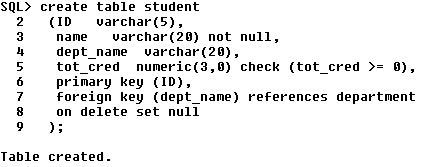 SQL> create table student
  2  (ID   varchar(5),
  3   name   varchar(20) not null,
  4   dept_name  varchar(20),
  5   tot_cred  numeric(3,0) check (tot_cred >= 0),
  6   primary key (ID),
  7   foreign key (dept_name) references department
  8   on delete set null
  9  );
Table created.